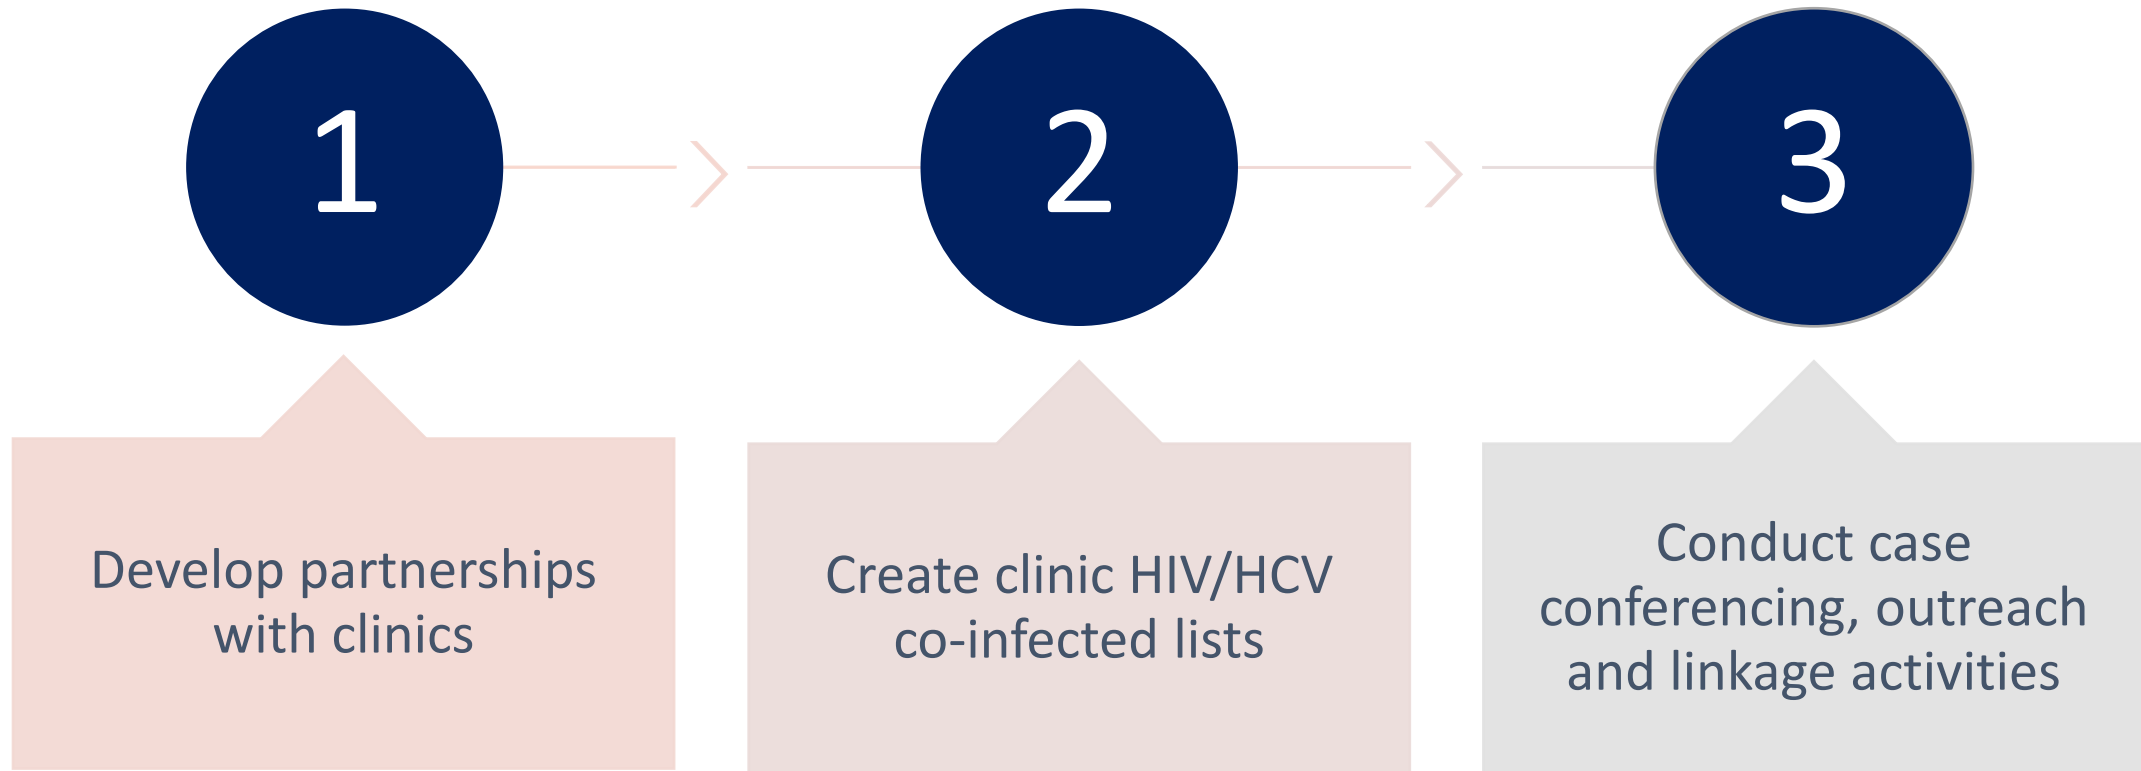 1
2
3
Develop partnerships
with clinics
Create clinic HIV/HCV
co-infected lists
Conduct case
conferencing, outreach
and linkage activities